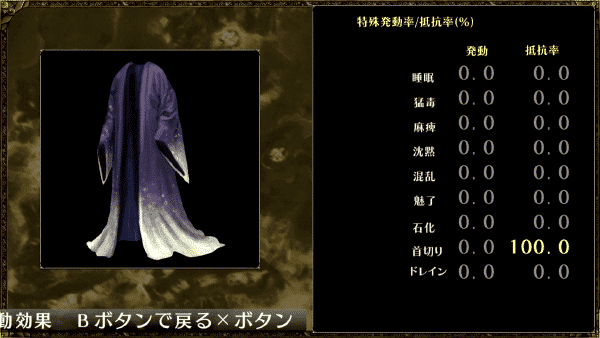 特殊発動率/抵抗率(%)
発動 抵抗率
睡眠 0.0 0.0
猛毒 0.0 0.0
麻痺 0.0 0.0
沈黙 0.0 0.0
混乱 0.0 0.0
魅了 0.0 0.0
石化 0.0 0.0
首切り 0.0 100.0
ドレイン 0.0 0.0
動効果 Bボタンで戻る×ボタン